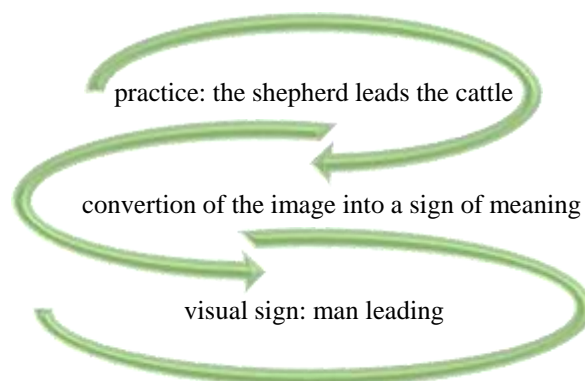 practice: the shepherd leads the cattle
convertion of the image into a sign of meaning
visual sign: man leading